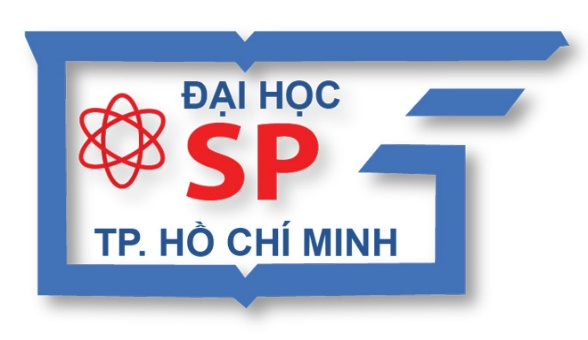 ĐẠI HỌC
SP
TP. HỒ CHÍ MINH